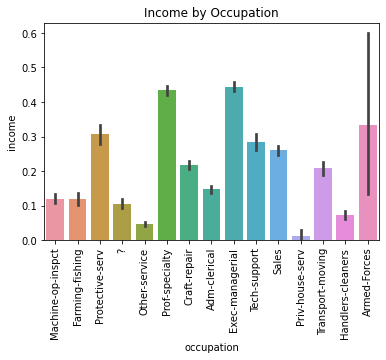 Income by Occupation
income
0.6
0.5
0.4
0.3
0.2
0.1
0.0
Machine-op-inspct
Farming-fishing
Protective-serv
?
Other-service
Prof-specialty
Craft-repair
Adm-clerical
Exec-managerial
Tech-support
Sales
Priv-house-serv
Transport-moving
Handlers-cleaners
Armed-Forces
occupation